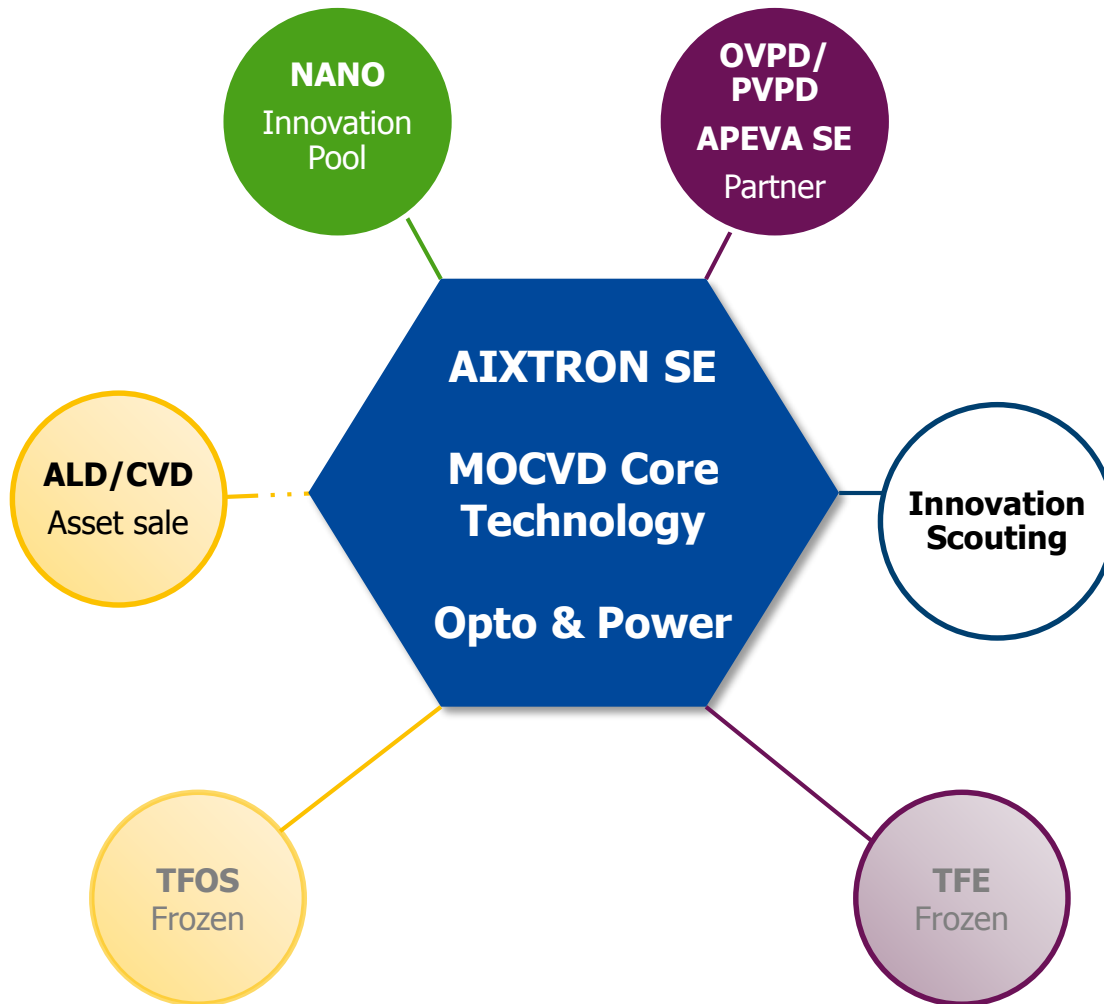 NANO
Innovation
Pool
OVPD/
PVPD
APEVA SE
Partner
AIXTRON SE
MOCVD Core
Technology
Opto & Power
ALD/CVD
Asset sale
Innovation
Scouting
TFOS
Frozen
TFE
Frozen